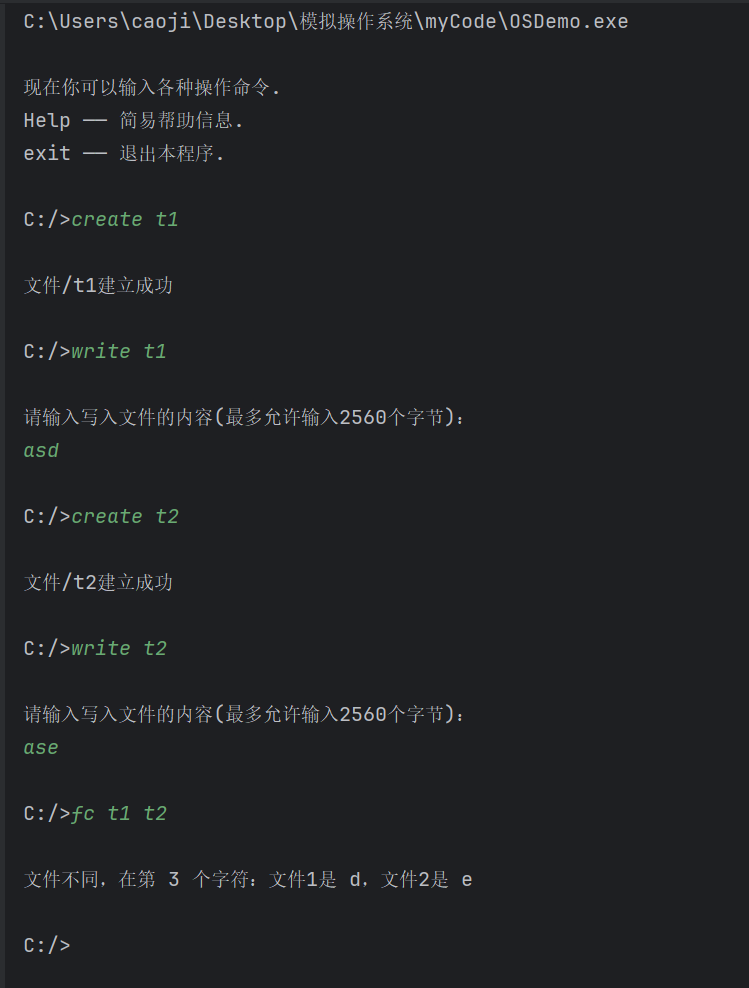 C:\Users\caoji\Desktop\模拟操作系统\myCode\OSDemo.exe
现在你可以输入各种操作命令.
Help —— 简易帮助信息.
exit —— 退出本程序.
C:/>create t1
文件/t1建立成功
C:/>write t1
请输入写入文件的内容(最多允许输入2560个字节)：
asd
C:/>create t2
文件/t2建立成功
C:/>write t2
请输入写入文件的内容(最多允许输入2560个字节)：
ase
C:/>fc t1 t2
文件不同，在第 3 个字符：文件1是 d，文件2是 e
C:/>